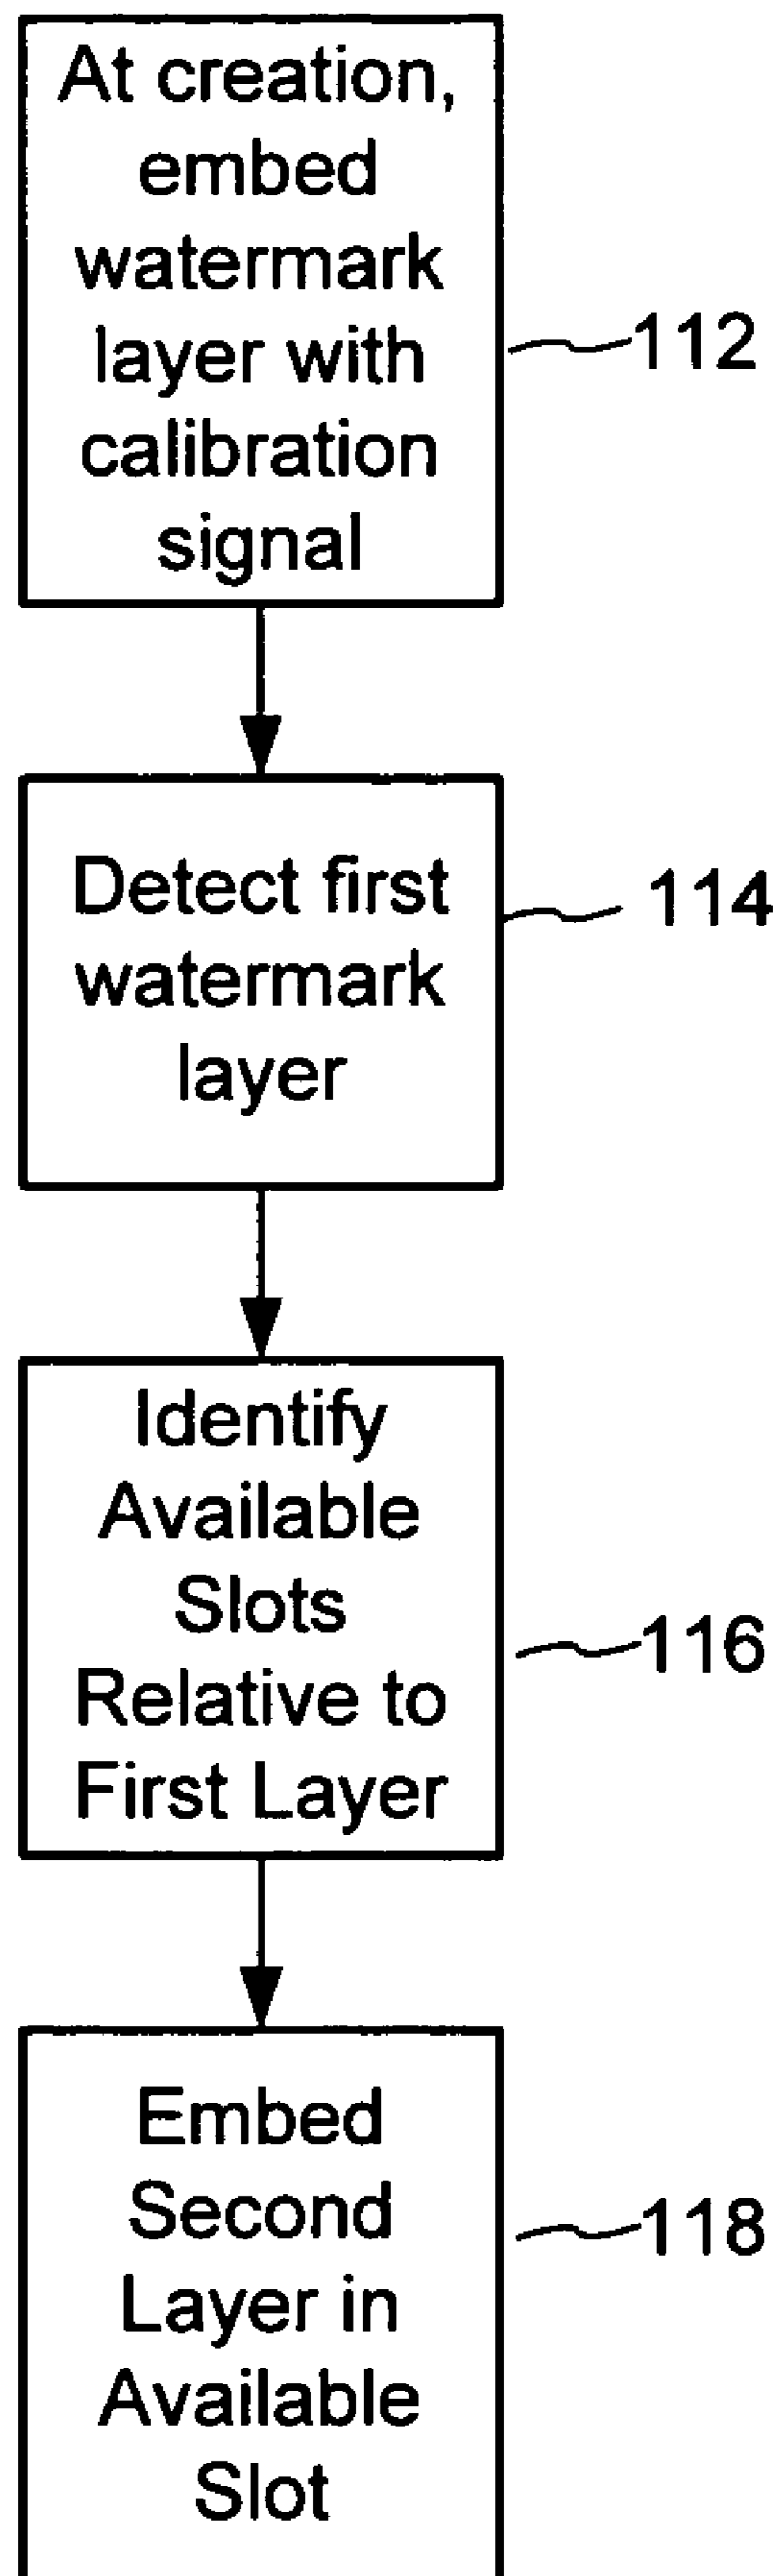 At creation,
embed
watermark
layer with
calibration
signal
112
Detect first
watermark
layer
114
Identify
Available
Slots
Relative to
First Layer
116
Embed
Second
Layer in
Available
Slot
118